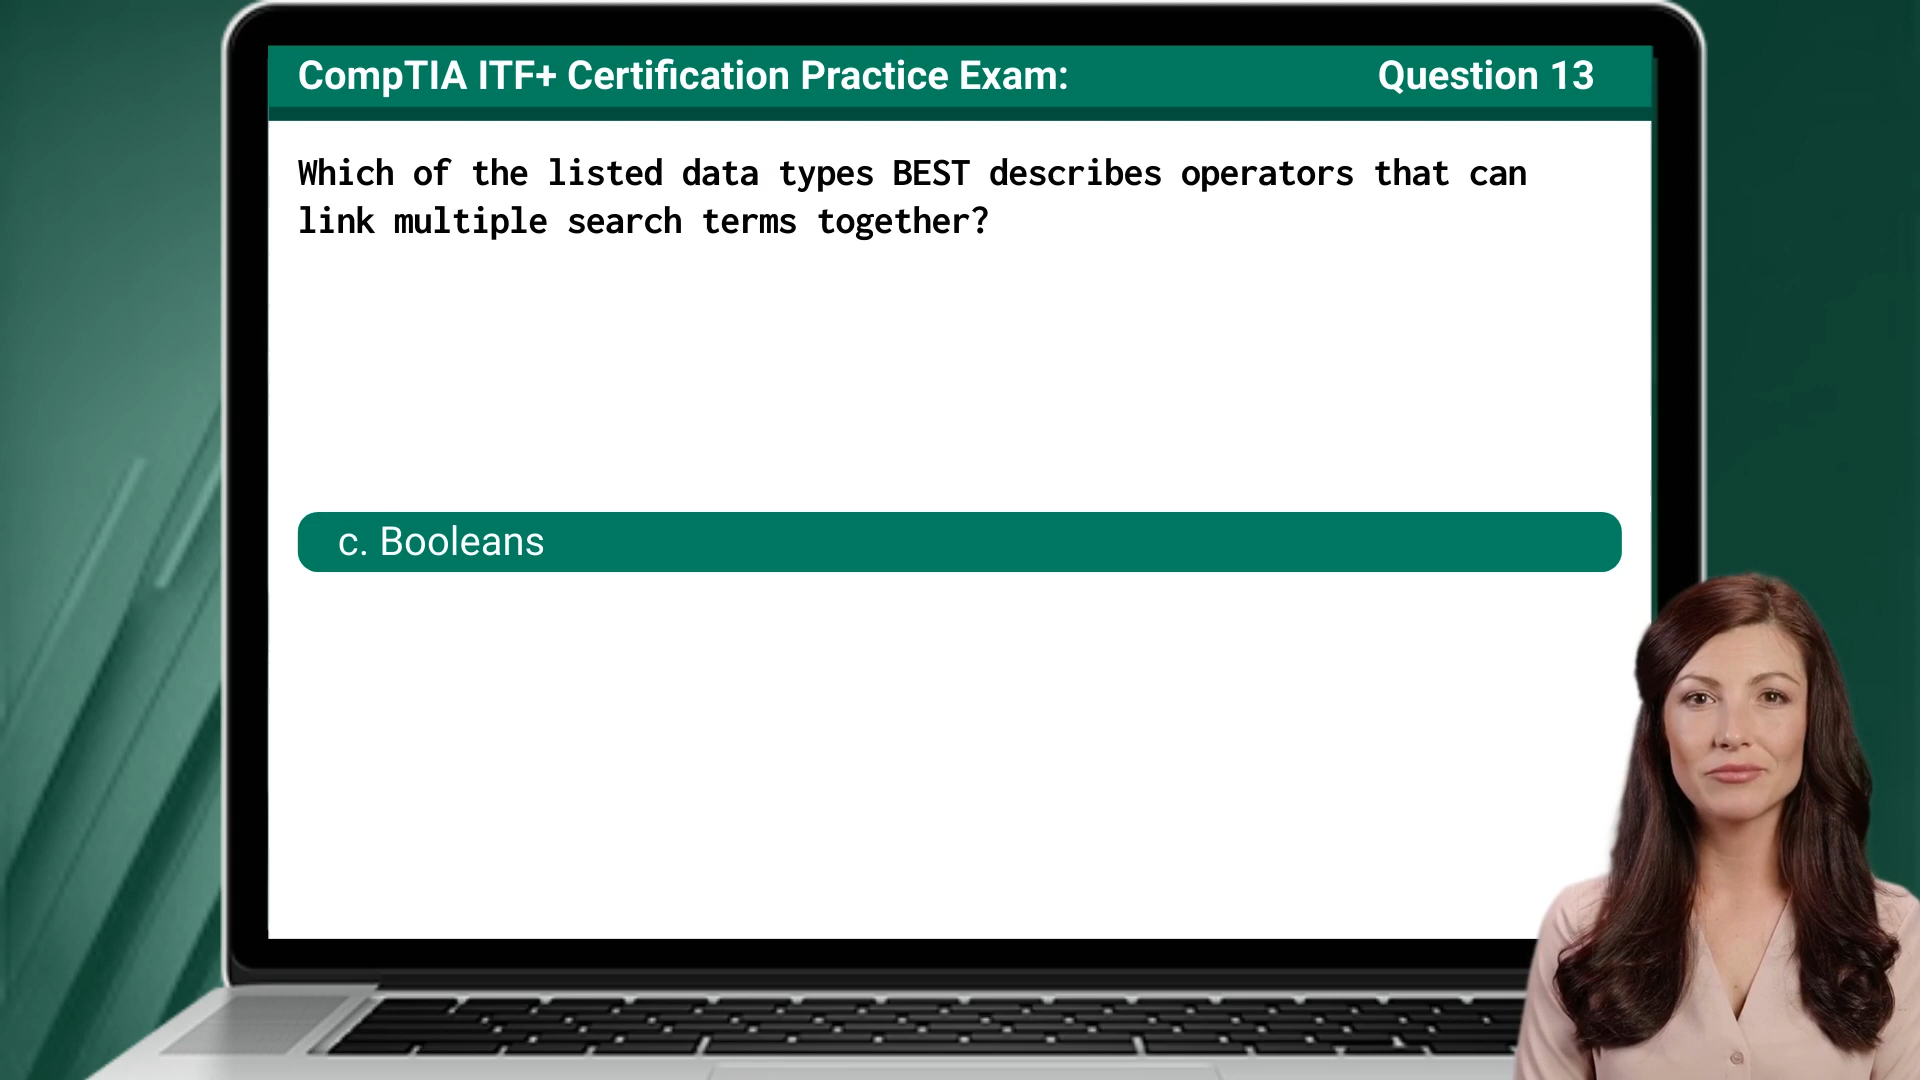 CompTIA ITF+ Certification Practice Exam: Question 13
Which of the listed data types BEST describes operators that can
link multiple search terms together?
c. Booleans